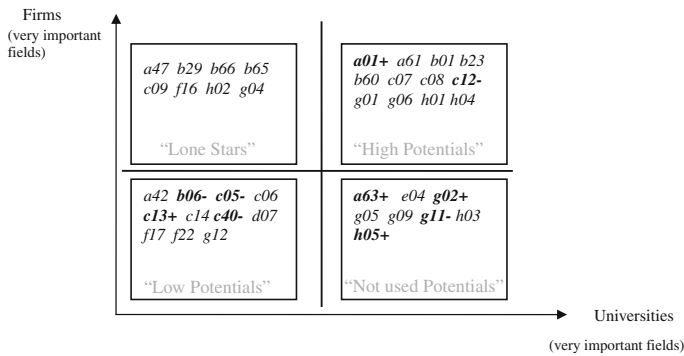 Firms
(very important
fields)
a47 b29 b66 b65
c09 f16 h02 g04
"Lone Stars"
a01+ a61 b01 b23
b60 c07 c08 c12-
g01 g06 h01 h04
"High Potentials"
a42 b06- c05- c06
c13+ c14 c40- d07
f17 f22 g12
"Low Potentials"
a63+ e04 g02+
g05 g09 g11- h03
h05+
"Not used Potentials"
Universities
(very important fields)